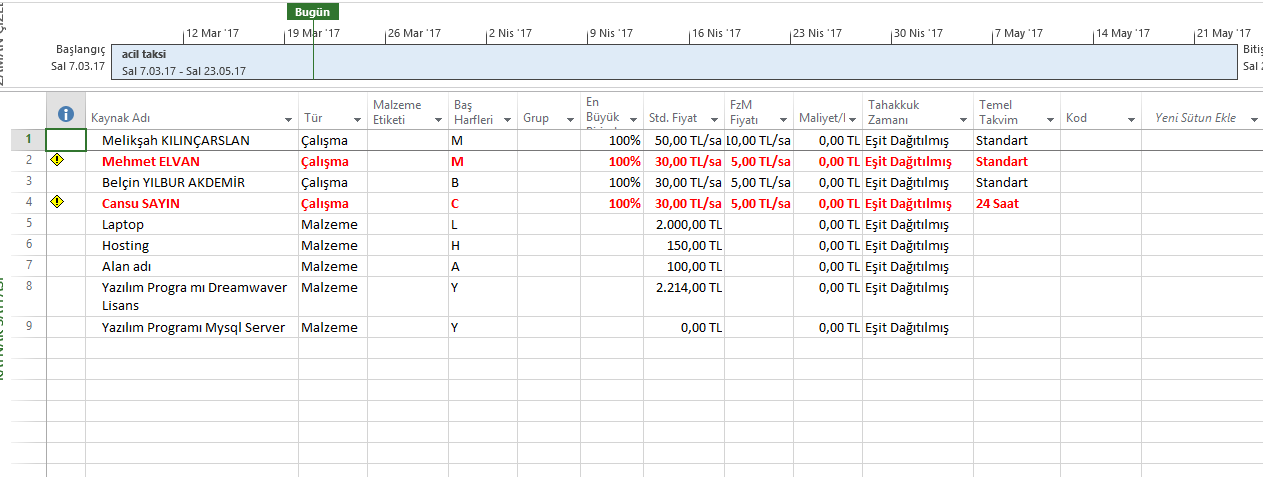 Bugün
12 Mar '17 19 Mar '17 26 Mar '17 2 Nis '17 9 Nis '17 16 Nis '17 23 Nis '17 30 Nis '17 7 May '17 14 May '17 21 May '17
Başlangıç
Sal 7.03.17
acil taksi
Sal 7.03.17 - Sal 23.05.17
Kaynak Adı Tür Malzeme Etiketi Baş Harfleri Grup En Büyük Std. Fiyat FzM Fiyatı Maliyet/ Tahakkuk Zamanı Temel Takvim Kod Yeni Sütun Ekle
1 Melikşah KILINÇARSLAN Çalışma M 100% 50,00 TL/sa 10,00 TL/sa 0,00 TL Eşit Dağıtılmış Standart
2 Mehmet ELVAN Çalışma M 100% 30,00 TL/sa 5,00 TL/sa 0,00 TL Eşit Dağıtılmış Standart
3 Belçin YILBUR AKDEMİR Çalışma B 100% 30,00 TL/sa 5,00 TL/sa 0,00 TL Eşit Dağıtılmış Standart
4 Cansu SAYIN Çalışma C 100% 30,00 TL/sa 5,00 TL/sa 0,00 TL Eşit Dağıtılmış 24 Saat
5 Laptop Malzeme L 2.000,00 TL 0,00 TL Eşit Dağıtılmış
6 Hosting Malzeme H 150,00 TL 0,00 TL Eşit Dağıtılmış
7 Alan adı Malzeme A 100,00 TL 0,00 TL Eşit Dağıtılmış
8 Yazılım Progra mı Dreamwaver Malzeme Y 2.214,00 TL 0,00 TL Eşit Dağıtılmış
Lisans
9 Yazılım Programı Mysql Server Malzeme Y 0,00 TL 0,00 TL Eşit Dağıtılmış